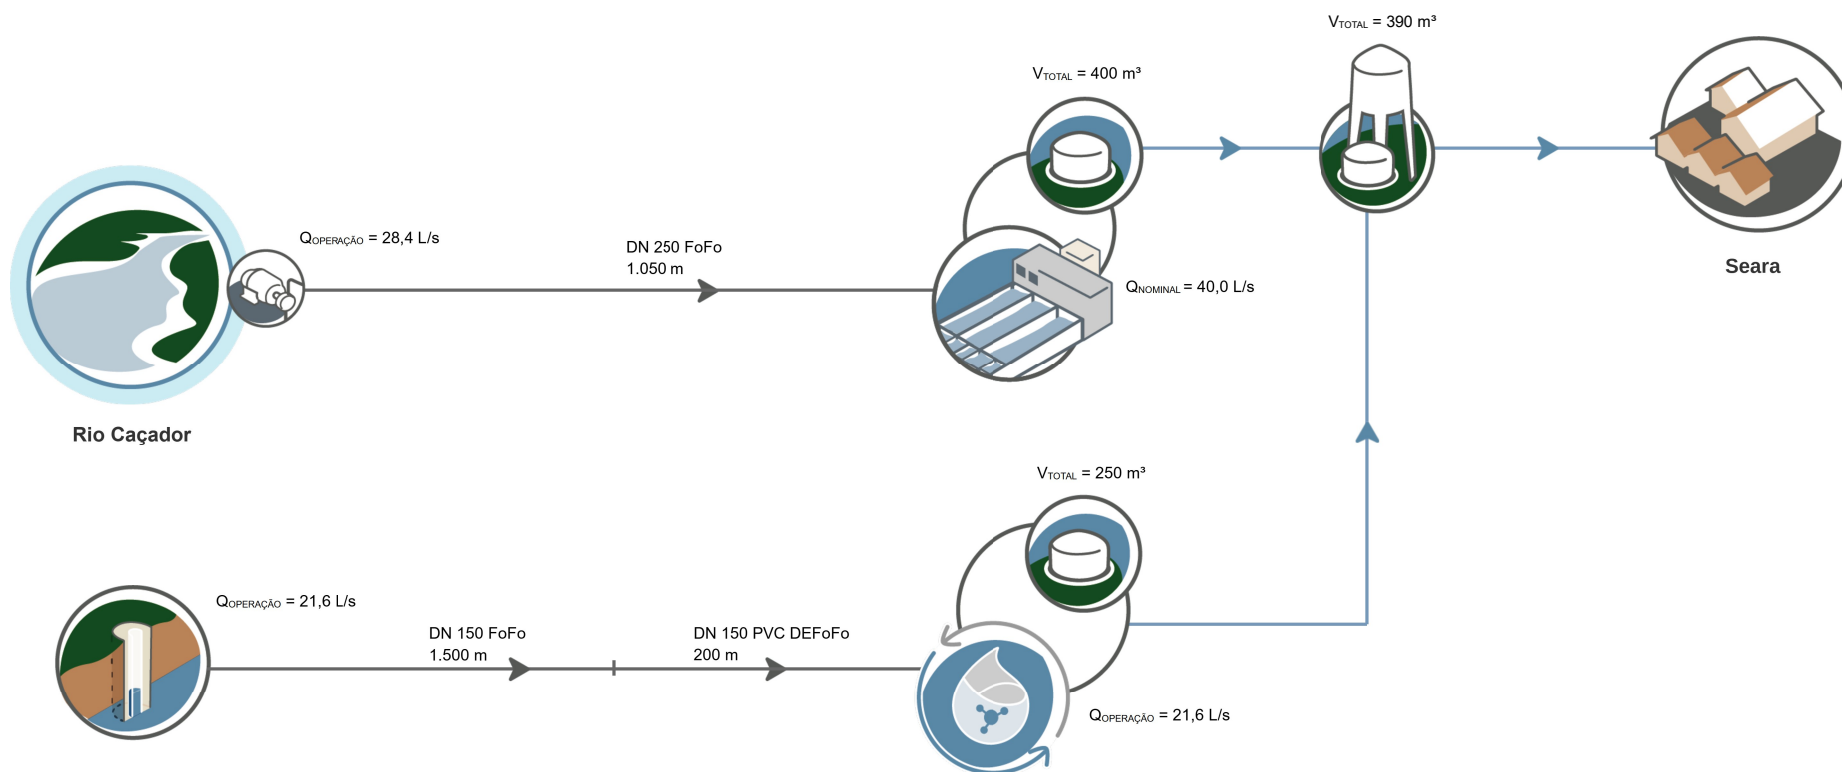 VTOTAL = 390 m³
VTOTAL = 400 m³
QOPERAÇÃO = 28,4 L/s
DN 250 FoFo
1.050 m
QNOMINAL = 40,0 L/s
Seara
Rio Caçador
VTOTAL = 250 m³
QOPERAÇÃO = 21,6 L/s
DN 150 FoFo
1.500 m
DN 150 PVC DEFoFo
200 m
QOPERAÇÃO = 21,6 L/s